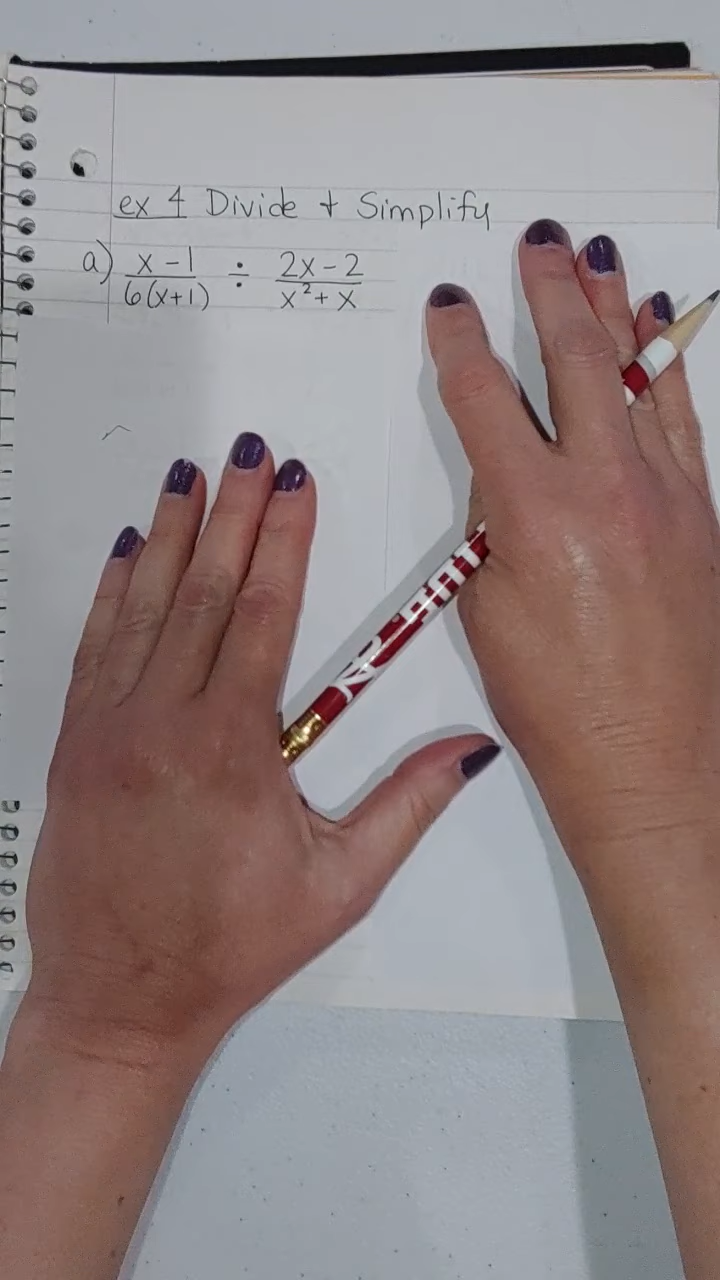 ex 4 Divide + Simplify
a) x - 1 ÷ 2x - 2
6(x+1) x² + x